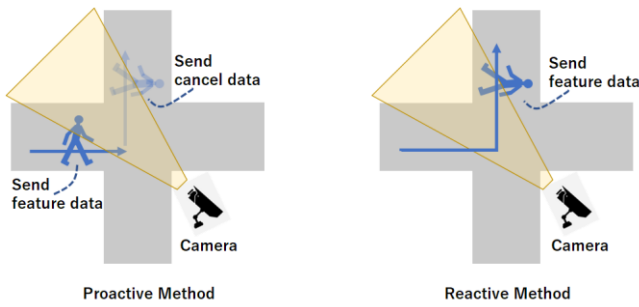 Send
cancel data
Send
feature data
Camera
Proactive Method
Send
feature data
Camera
Reactive Method